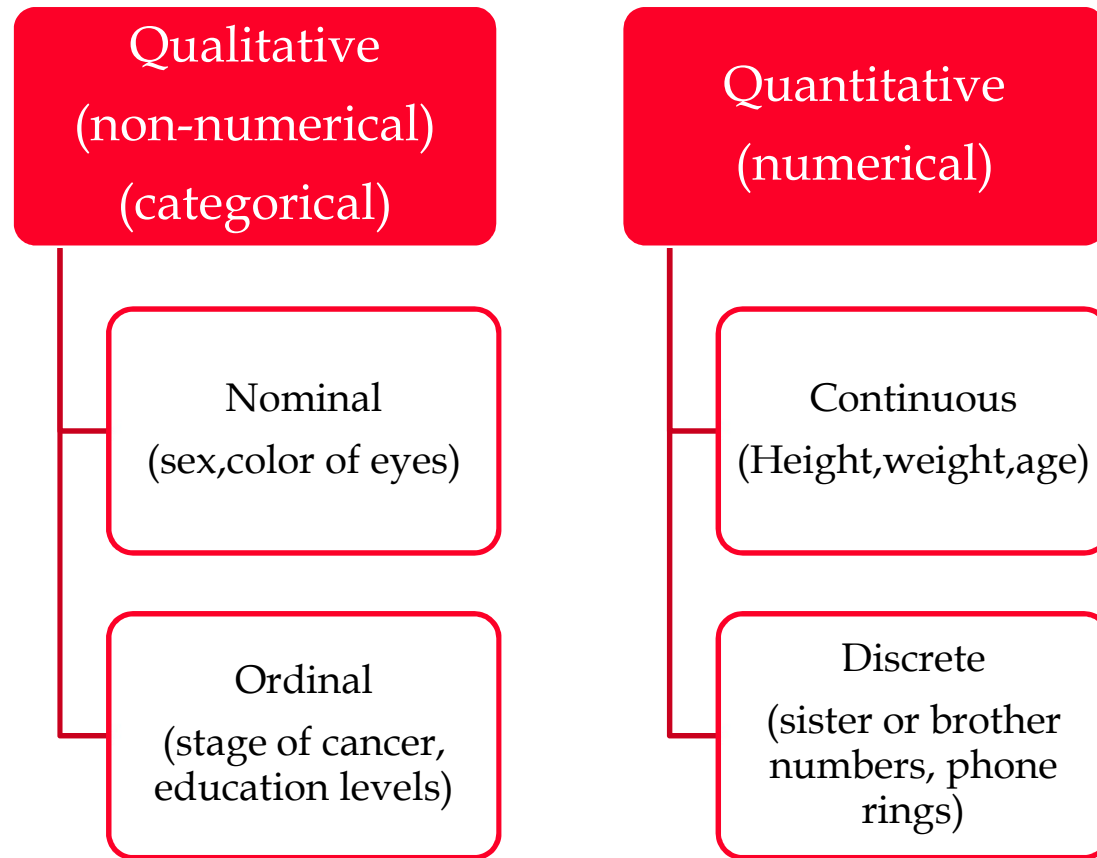 Qualitative
(non-numerical)
(categorical)
Nominal
(sex,color of eyes)
Ordinal
(stage of cancer,
education levels)
Quantitative
(numerical)
Continuous
(Height,weight,age)
Discrete
(sister or brother
numbers, phone
rings)